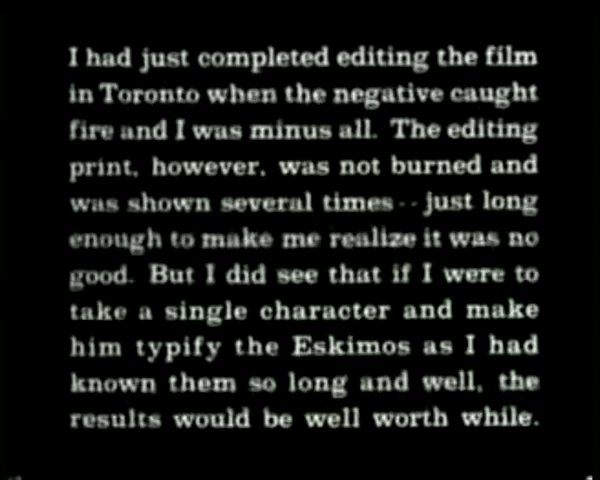 I had just completed editing the film
in Toronto when the negative caught
fire and I was minus all. The editing
print, however, was not burned and
was shown several times -- just long
enough to make me realize it was no
good. But I did see that if I were to
take a single character and make
him typify the Eskimos as I had
known them so long and well, the
results would be well worth while.